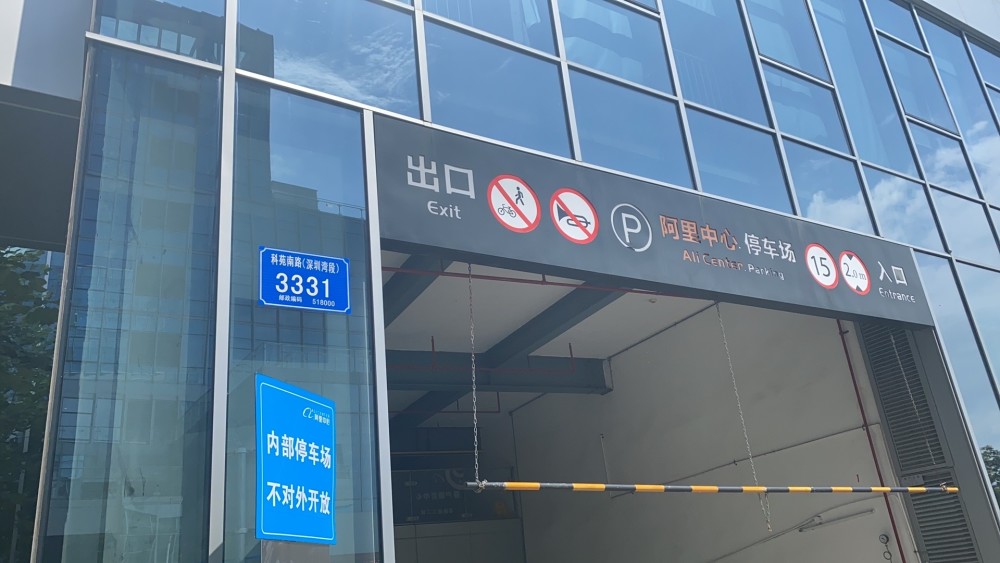 出口
Exit
P
阿里中心.停车场
Ali Center.Parking
15
2.0m
入口
Entrance
科苑南路(深圳湾段)
3331
邮政编码 518000
内部停车场
不对外开放